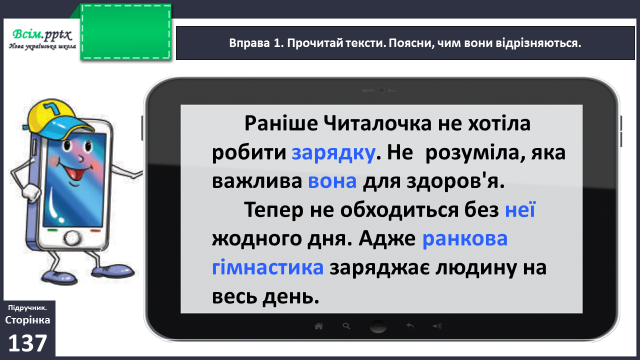 Всім.pptx
Нова українська школа
Вправа 1. Прочитай тексти. Поясни, чим вони відрізняються.
Раніше Читалочка не хотіла
робити зарядку. Не розуміла, яка
важлива вона для здоров'я.
Тепер не обходиться без неї
жодного дня. Адже ранкова
гімнастика заряджає людину на
весь день.
Підручник.
Сторінка
137